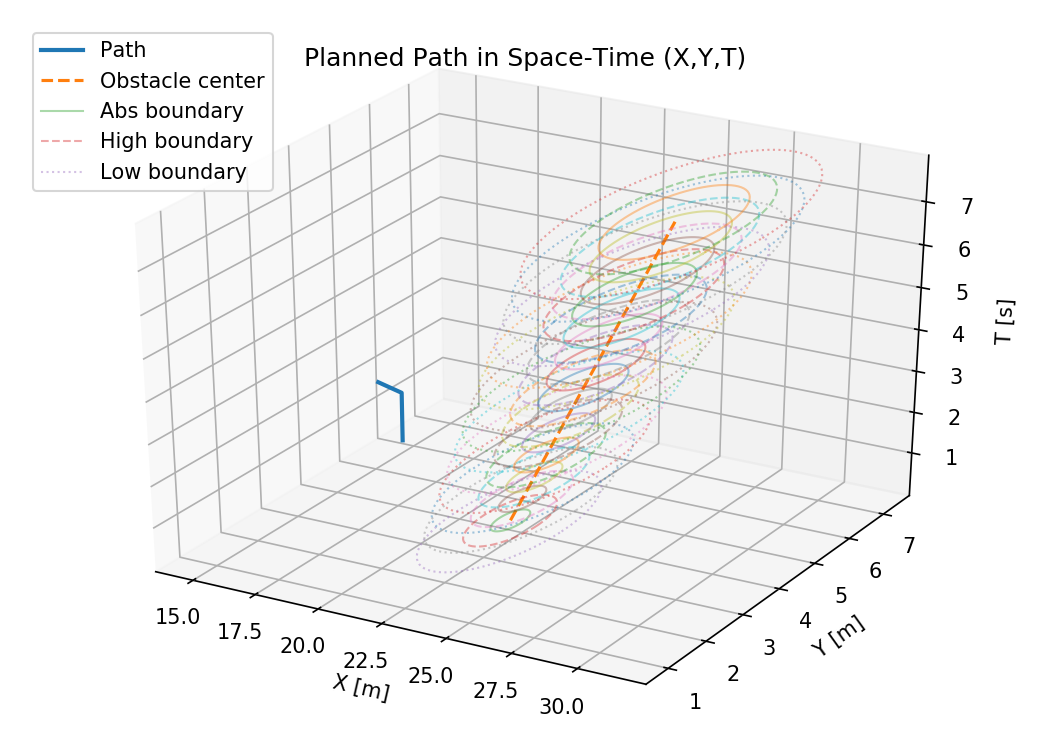 Planned Path in Space-Time (X,Y,T)
Path
Obstacle center
Abs boundary
High boundary
Low boundary
15.0
17.5
20.0
22.5
25.0
27.5
30.0
X [m]
1
2
3
4
5
6
7
Y [m]
7
6
5
4
3
2
1
T [s]